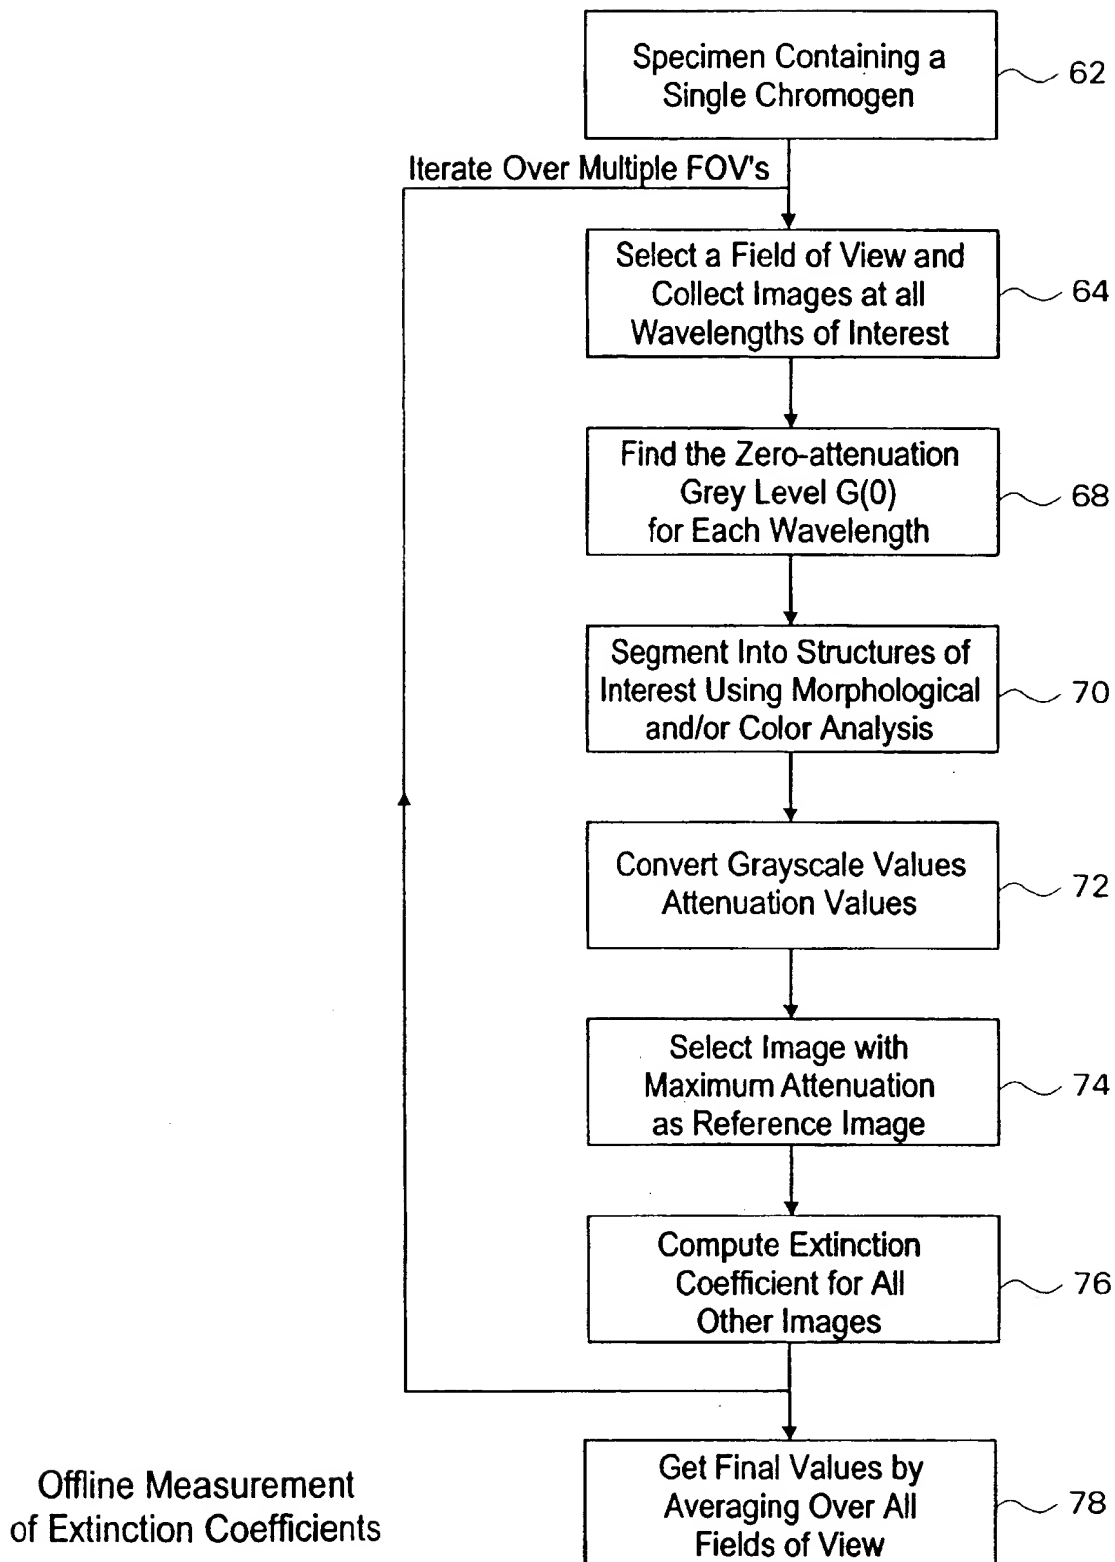 Specimen Containing a
Single Chromogen
62
Iterate Over Multiple FOV's
Select a Field of View and
Collect Images at all
Wavelengths of Interest
64
Find the Zero-attenuation
Grey Level G(0)
for Each Wavelength
68
Segment Into Structures of
Interest Using Morphological
and/or Color Analysis
70
Convert Grayscale Values
Attenuation Values
72
Select Image with
Maximum Attenuation
as Reference Image
74
Compute Extinction
Coefficient for All
Other Images
76
Get Final Values by
Averaging Over All
Fields of View
78
Offline Measurement
of Extinction Coefficients